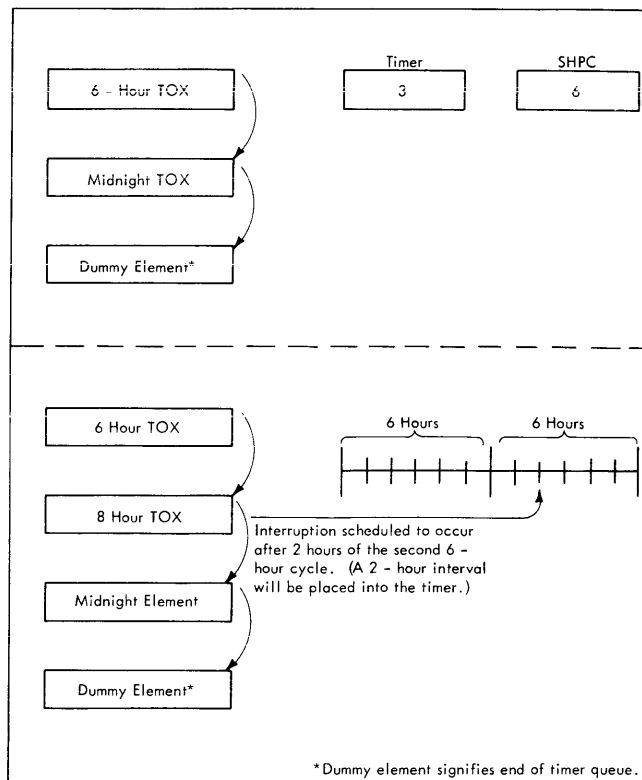 Timer SHPC
6 - Hour TOX 3 6
Midnight TOX
Dummy Element*
6 Hour TOX
6 Hours 6 Hours
8 Hour TOX
Interruption scheduled to occur
after 2 hours of the second 6 -
hour cycle. (A 2 - hour interval
will be placed into the timer.)
Midnight Element
Dummy Element*
*Dummy element signifies end of timer queue.